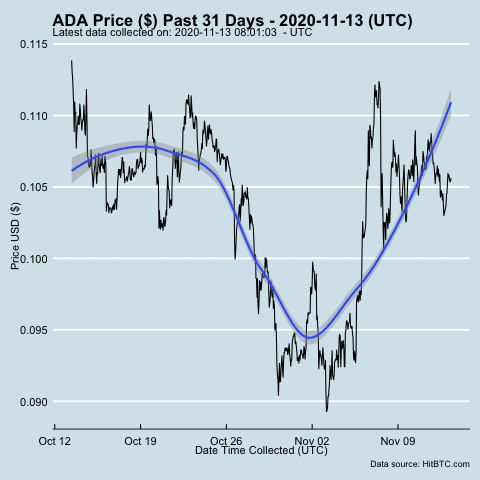 ADA Price ($) Past 31 Days - 2020-11-13 (UTC)
Latest data collected on: 2020-11-13 08:01:03 - UTC
0.115
0.110
0.105
0.100
0.095
0.090
Price USD ($)
Oct 12
Oct 19
Oct 26
Nov 02
Nov 09
Date Time Collected (UTC)
Data source: HitBTC.com